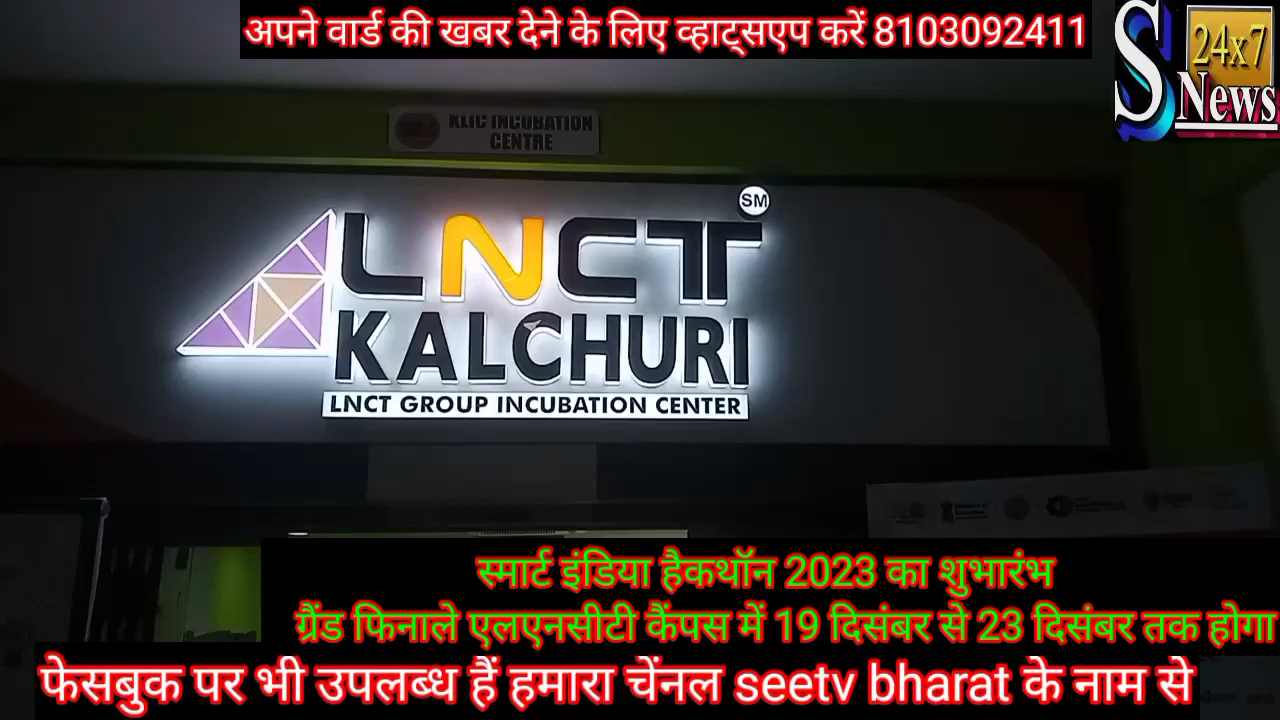 अपने वार्ड की खबर देने के लिए व्हाट्सएप करें 8103092411
S 24x7
News
KLIC INCUBATION
CENTRE
SM
LNCT
KALCHURI
LNCT GROUP INCUBATION CENTER
स्मार्ट इंडिया हैकथॉन 2023 का शुभारंभ
ग्रैंड फिनाले एलएनसीटी कैंपस में 19 दिसंबर से 23 दिसंबर तक होगा
फेसबुक पर भी उपलब्ध हैं हमारा चेंनल seetv bharat के नाम से